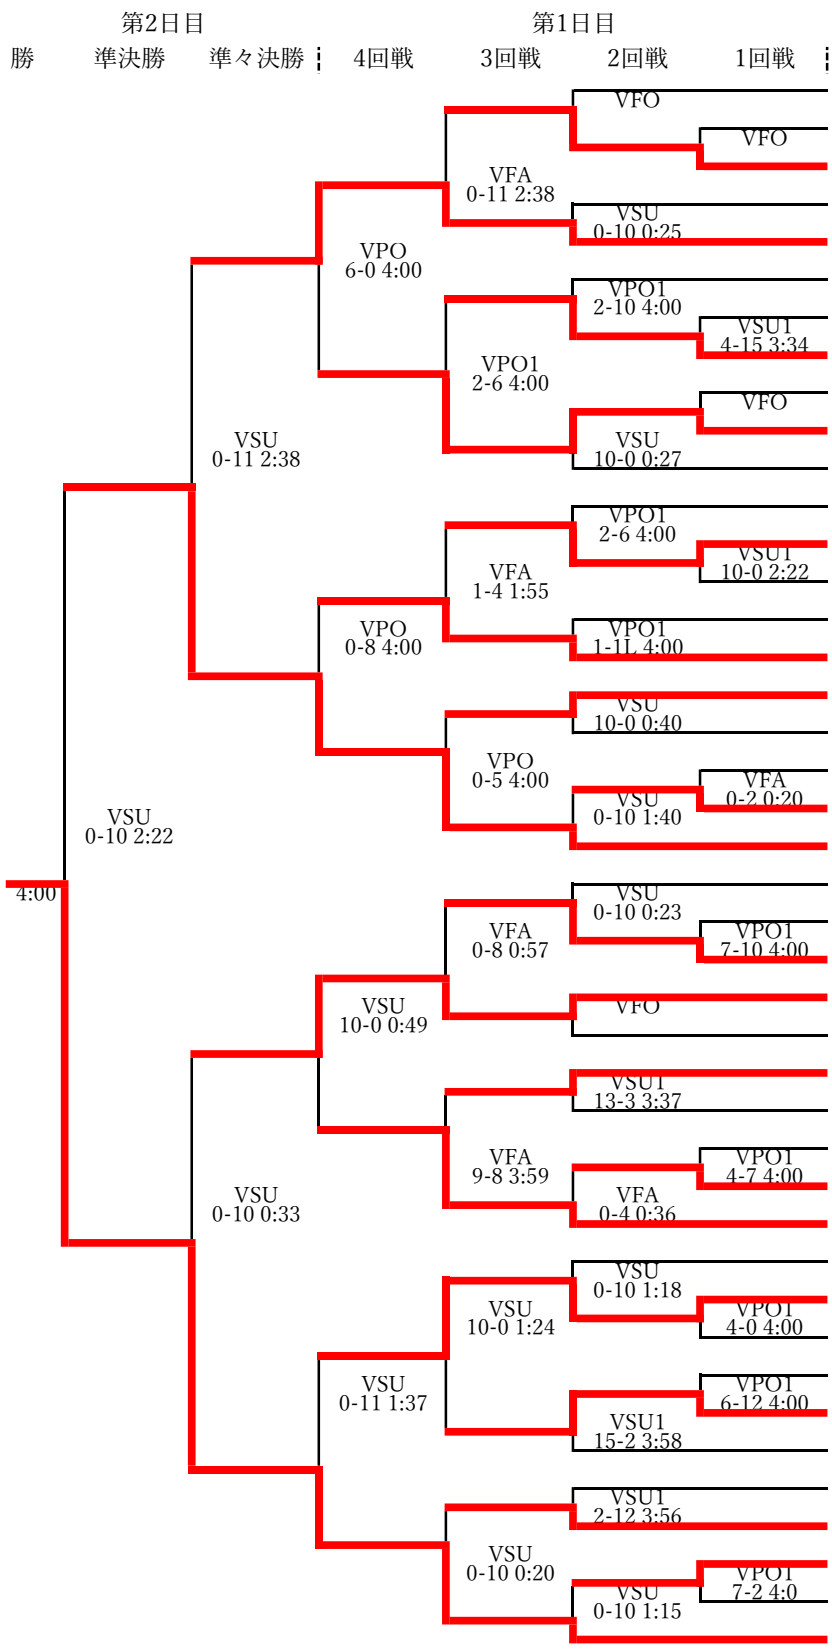 第2日目 第1日目
勝 準決勝 準々決勝 4回戦 3回戦 2回戦 1回戦
VFO
VFO
VFA
0-11 2:38
VSU
0-10 0:25
VPO
6-0 4:00
VPO1
2-10 4:00
VSU1
4-15 3:34
VPO1
2-6 4:00
VFO
VSU
0-11 2:38
VSU
10-0 0:27
VPO1
2-6 4:00
VSU1
10-0 2:22
VFA
1-4 1:55
VPO
0-8 4:00
VPO1
1-1L 4:00
VSU
10-0 0:40
VPO
0-5 4:00
VFA
0-2 0:20
VSU
0-10 1:40
VSU
0-10 2:22
4:00
VSU
0-10 0:23
VFA
0-8 0:57
VPO1
7-10 4:00
VSU
10-0 0:49
VFO
VSU1
13-3 3:37
VFA
9-8 3:59
VPO1
4-7 4:00
VSU
0-10 0:33
VFA
0-4 0:36
VSU
0-10 1:18
VSU
10-0 1:24
VPO1
4-0 4:00
VSU
0-11 1:37
VPO1
6-12 4:00
VSU1
15-2 3:58
VSU1
2-12 3:56
VSU
0-10 0:20
VPO1
7-2 4:0
VSU
0-10 1:15